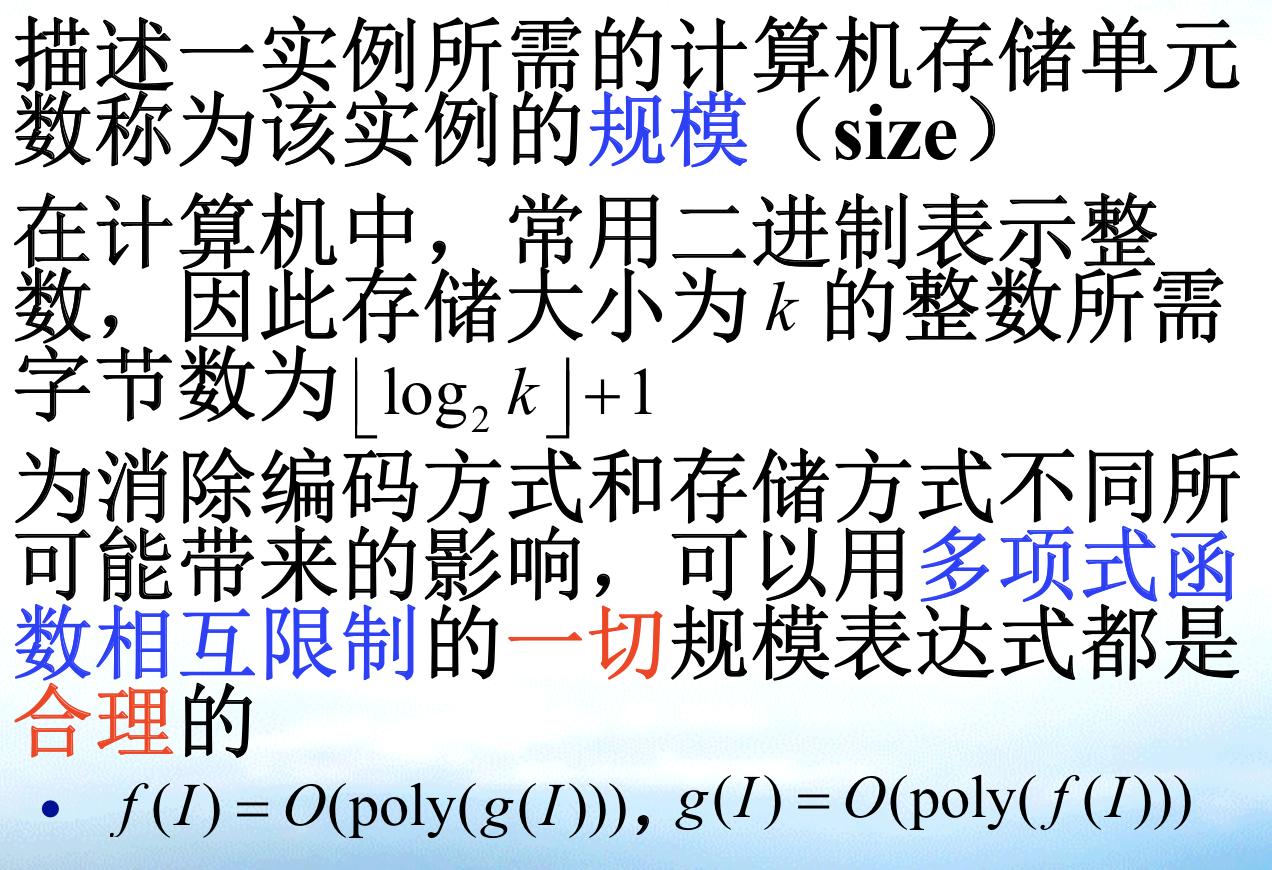 描述一实例所需的计算机存储单元
数称为该实例的规模（size）
在计算机中，常用二进制表示整
数，因此存储大小为 k 的整数所需
字节数为⌊log₂ k⌋+1
为消除编码方式和存储方式不同所
可能带来的影响，可以用多项式函
数相互限制的一切规模表达式都是
合理的
• f(I) = O(poly(g(I)))，g(I) = O(poly(f(I)))